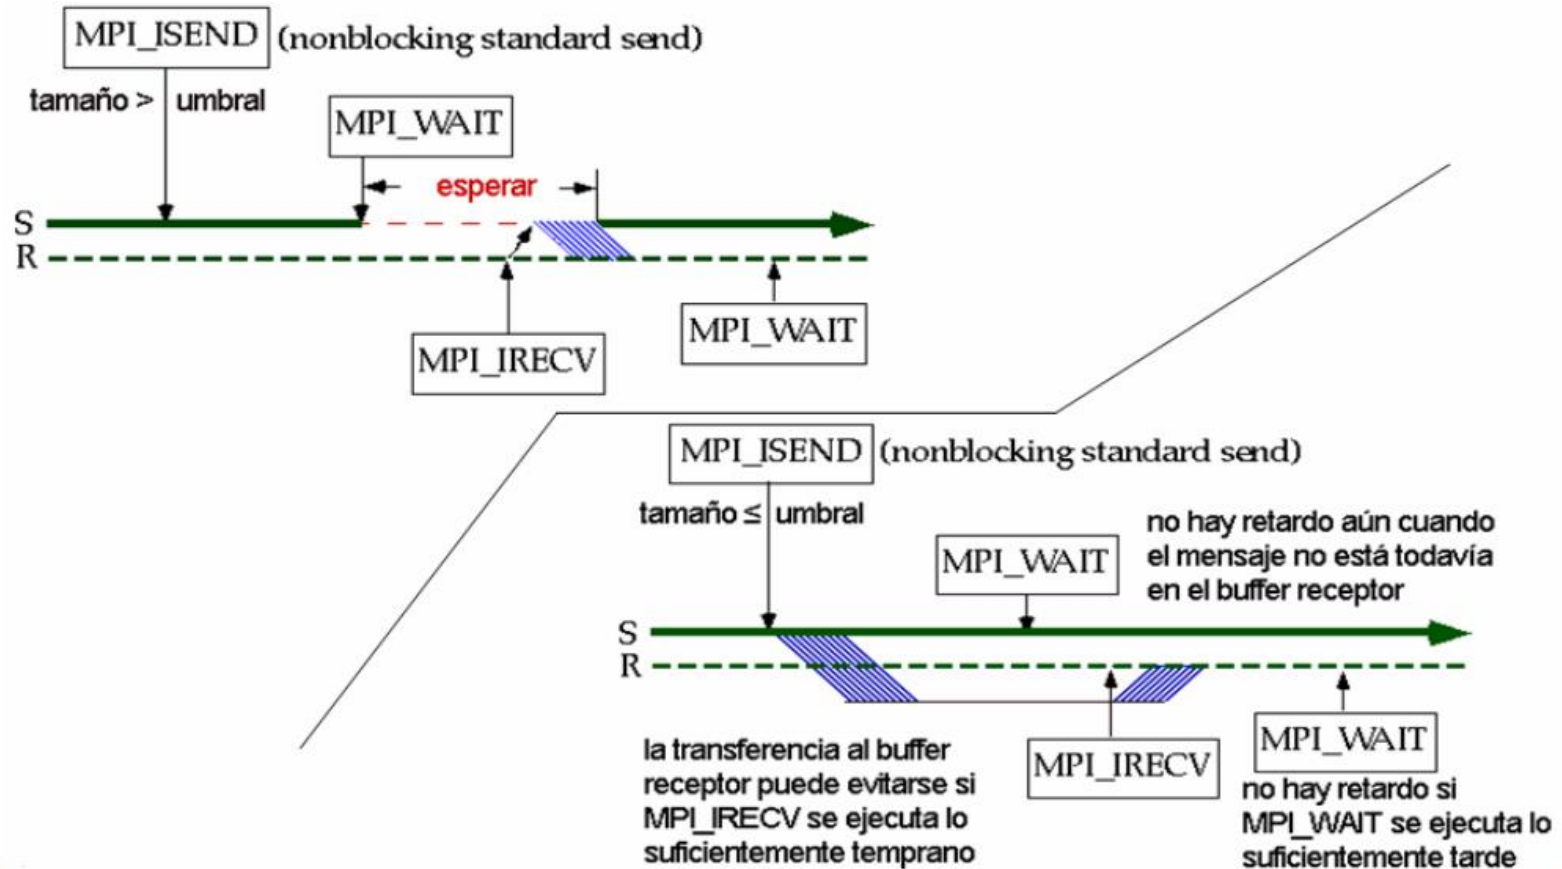 MPI_ISEND (nonblocking standard send)
tamaño > umbral
MPI_WAIT
esperar
S
R
MPI_WAIT
MPI_IRECV
MPI_ISEND (nonblocking standard send)
tamaño ≤ umbral
MPI_WAIT
no hay retardo aún cuando
el mensaje no está todavía
en el buffer receptor
S
R
la transferencia al buffer
receptor puede evitarse si
MPI_IRECV se ejecuta lo
suficientemente temprano
MPI_IRECV
MPI_WAIT
no hay retardo si
MPI_WAIT se ejecuta lo
suficientemente tarde